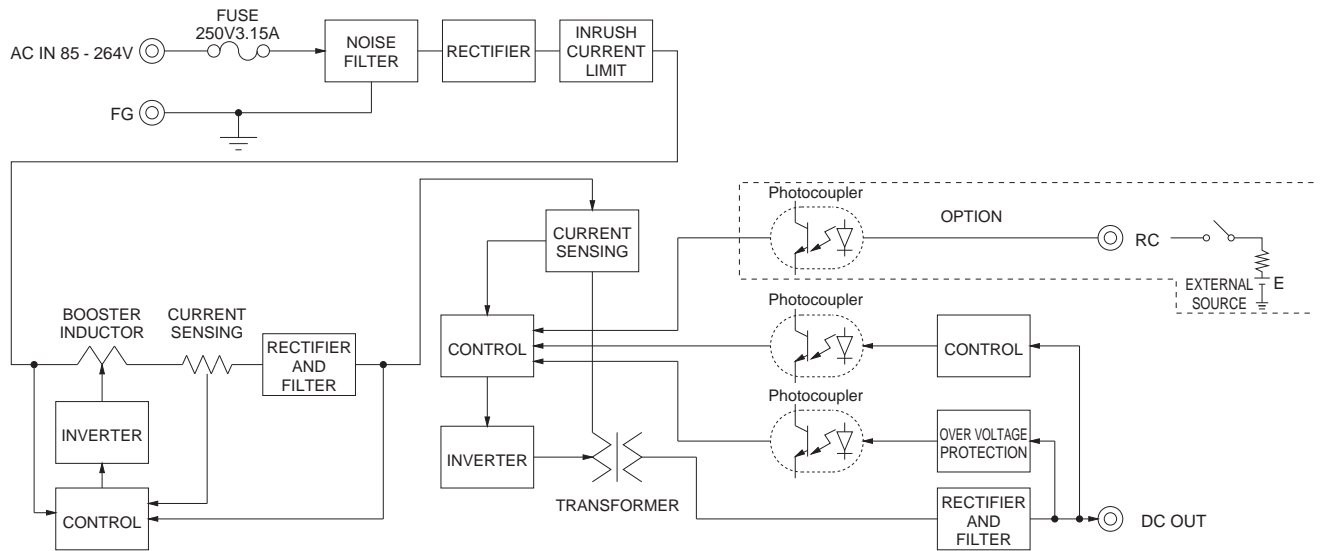 FUSE
250V3.15A
AC IN 85 - 264V
NOISE
FILTER
RECTIFIER
INRUSH
CURRENT
LIMIT
FG
Photocoupler
OPTION
RC
EXTERNAL
SOURCE
E
CURRENT
SENSING
BOOSTER
INDUCTOR
CURRENT
SENSING
RECTIFIER
AND
FILTER
CONTROL
Photocoupler
CONTROL
Photocoupler
INVERTER
INVERTER
OVER VOLTAGE
PROTECTION
TRANSFORMER
CONTROL
RECTIFIER
AND
FILTER
DC OUT